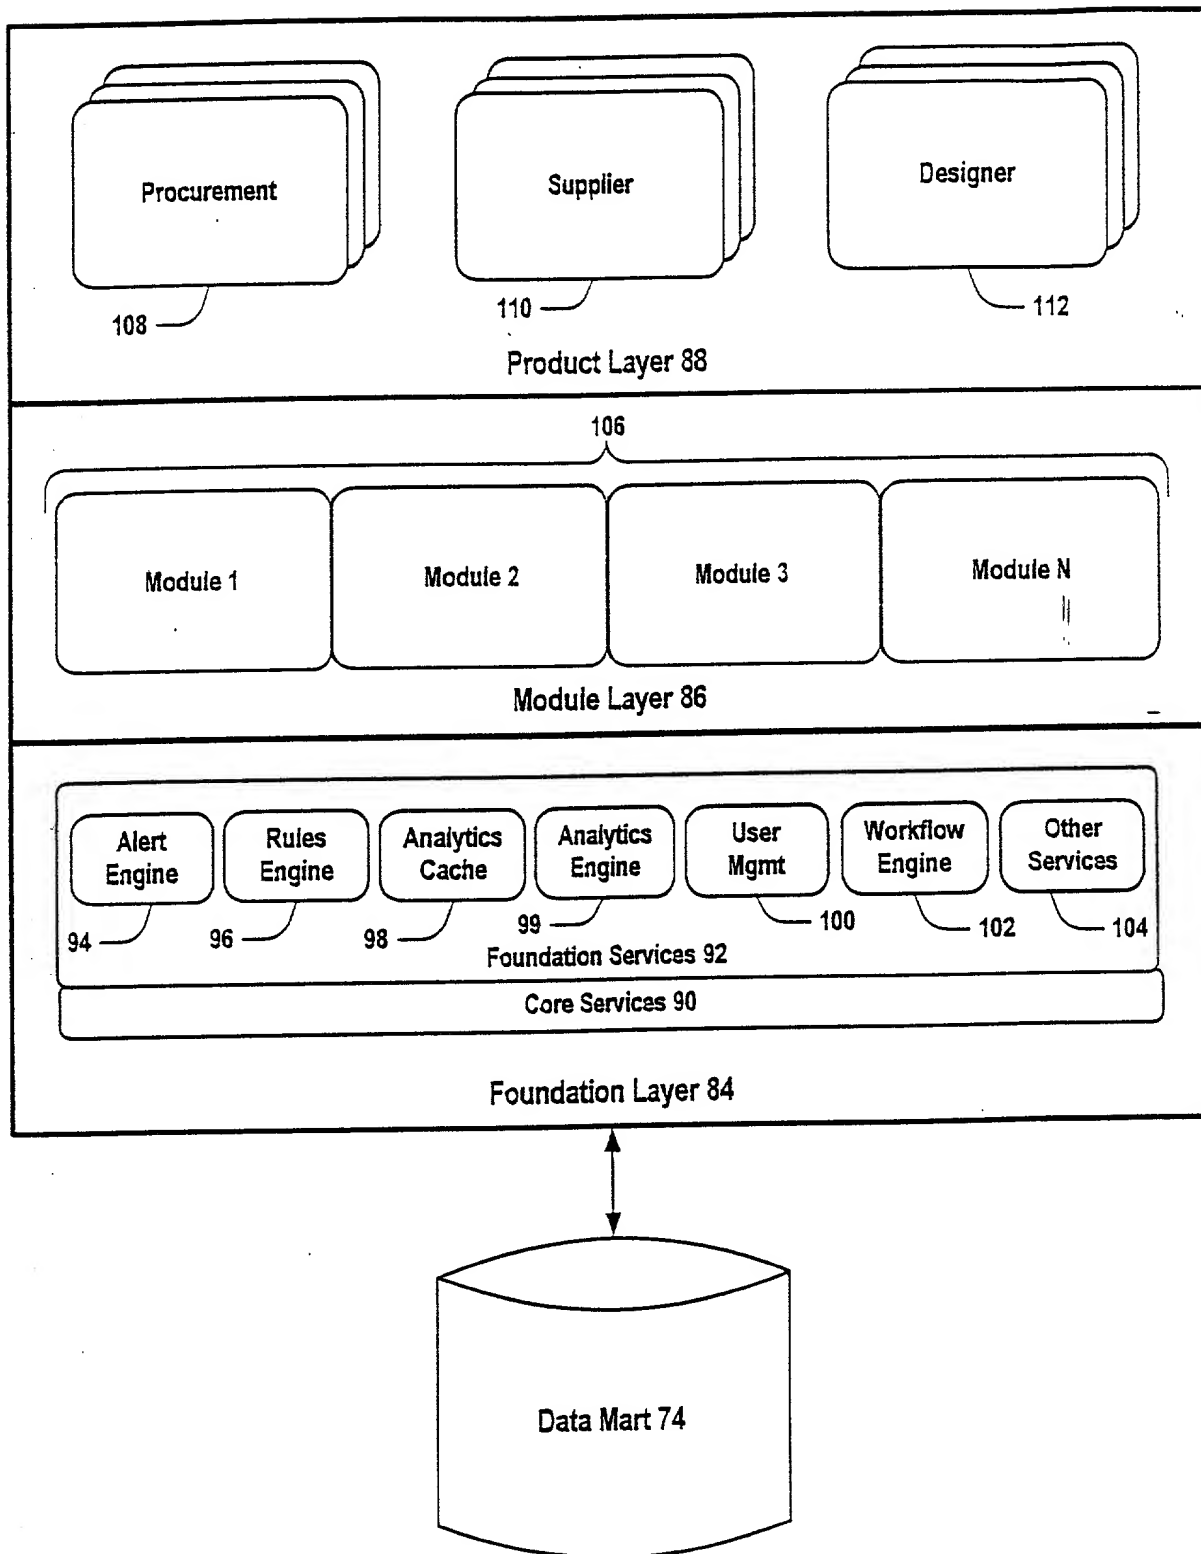 Procurement
Supplier
Designer
108
110
112
Product Layer 88
106
Module 1
Module 2
Module 3
Module N
Module Layer 86
Alert
Engine
Rules
Engine
Analytics
Cache
Analytics
Engine
User
Mgmt
Workflow
Engine
Other
Services
94
96
98
99
100
102
104
Foundation Services 92
Core Services 90
Foundation Layer 84
Data Mart 74